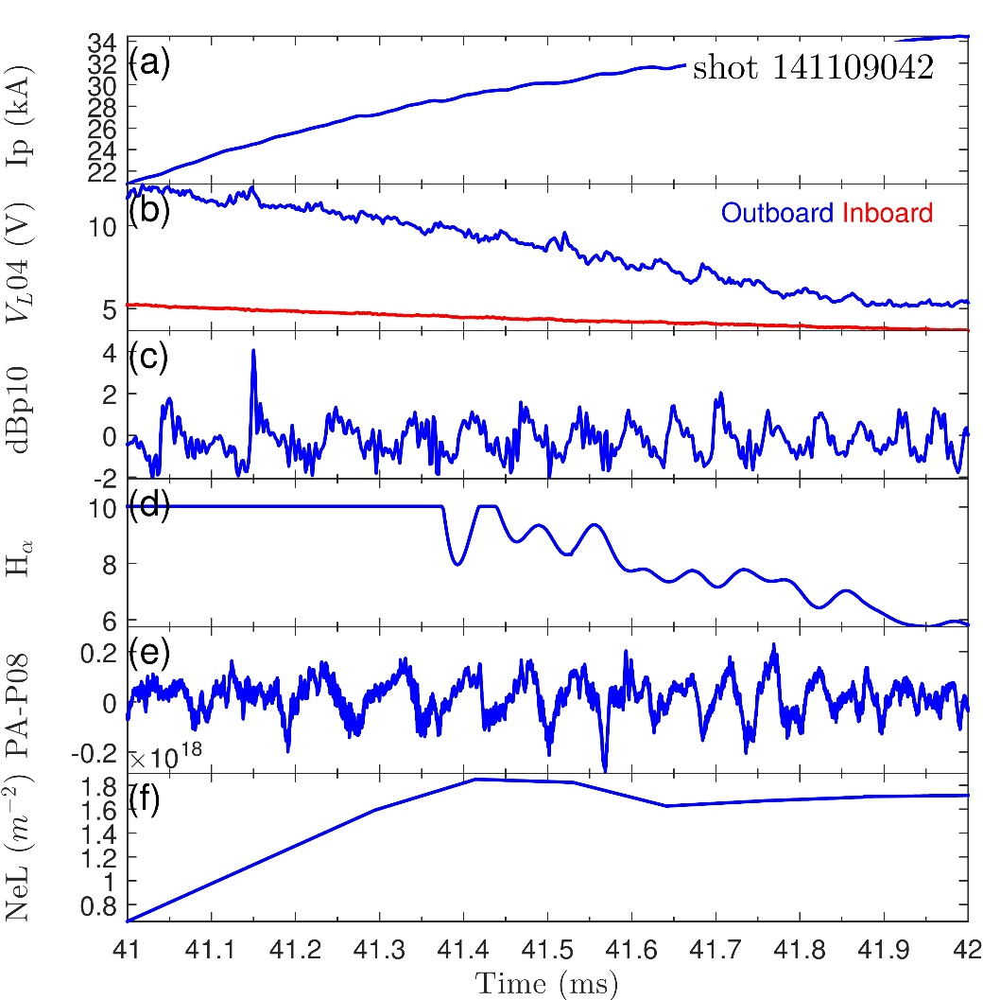 (a)
shot 141109042
Ip (kA)
34
32
30
28
26
24
22
(b)
Outboard Inboard
V_L04 (V)
10
5
(c)
dBp10
4
2
0
-2
(d)
H_α
10
8
6
(e)
PA-P08
0.2
0
-0.2
×10^18
(f)
NeL (m^−2)
1.8
1.6
1.4
1.2
1
0.8
41 41.1 41.2 41.3 41.4 41.5 41.6 41.7 41.8 41.9 42
Time (ms)